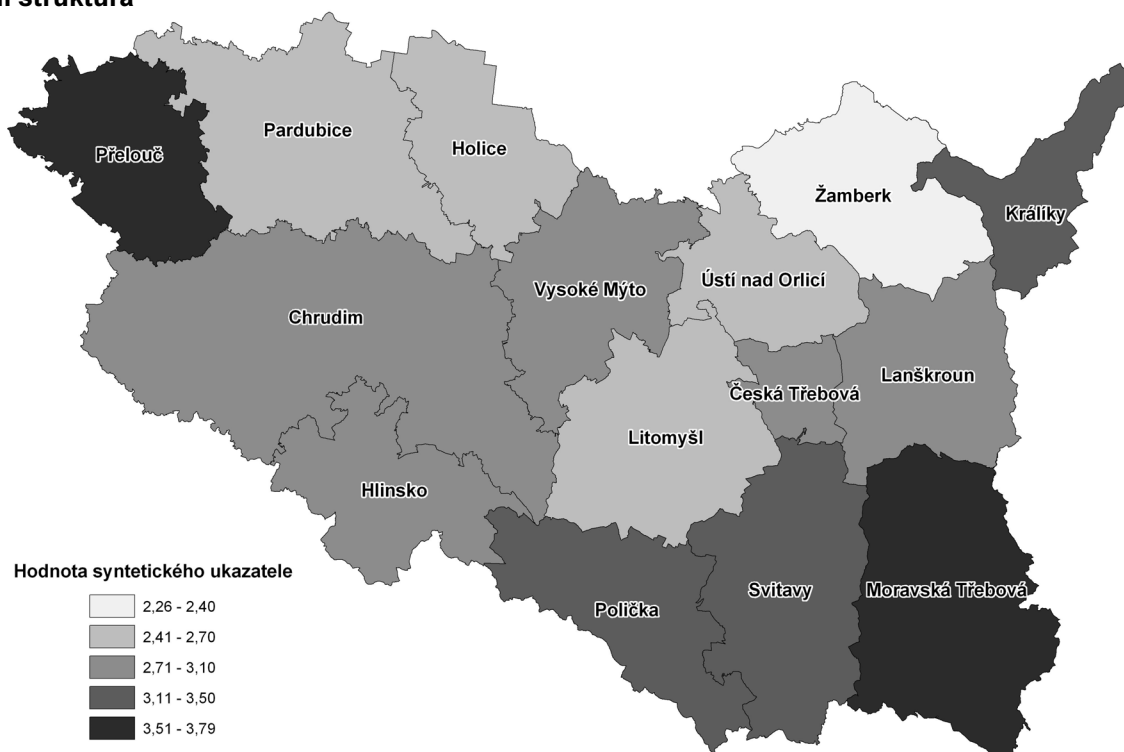 struktura
Pardubice
Holice
Přelouč
Žamberk
Králíky
Ústí nad Orlicí
Vysoké Mýto
Chrudim
Lanškroun
Česká Třebová
Litomyšl
Hlinsko
Hodnota syntetického ukazatele
Svitavy
Moravská Třebová
Polička
2,26 - 2,40
2,41 - 2,70
2,71 - 3,10
3,11 - 3,50
3,51 - 3,79